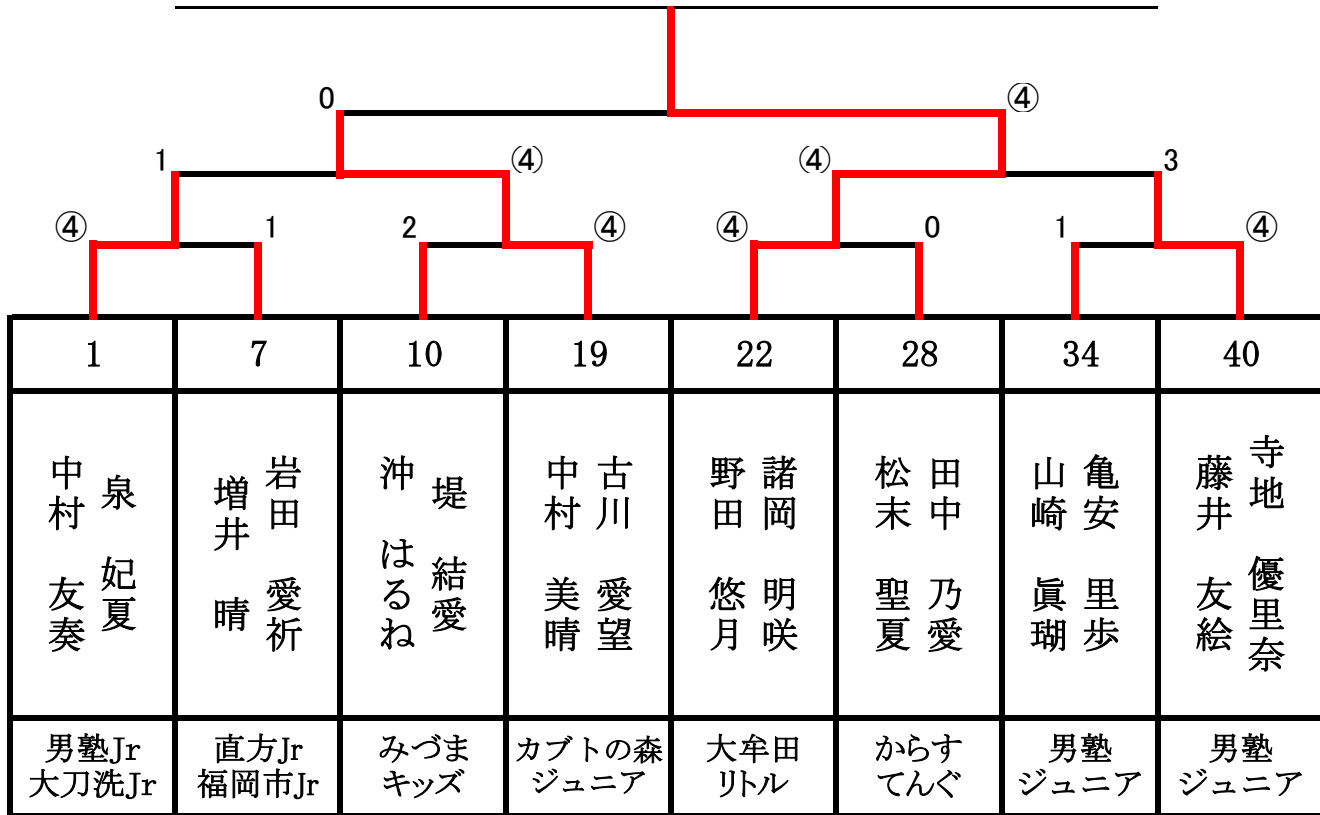 0 ④
1 ④ ④ 3
④ 1 2 ④ ④ 0 1 ④
1 7 10 19 22 28 34 40
泉 妃夏
中村 友奏
岩田 愛祈
増井 晴
堤 結愛
沖 はるね
古川 愛望
中村 美晴
諸岡 明咲
野田 悠月
田中 乃愛
松末 聖夏
亀安 里歩
山崎 眞瑚
寺地 優里奈
藤井 友絵
男塾Jr
大刀洗Jr
直方Jr
福岡市Jr
みづま
キッズ
カブトの森
ジュニア
大牟田
リトル
からす
てんぐ
男塾
ジュニア
男塾
ジュニア